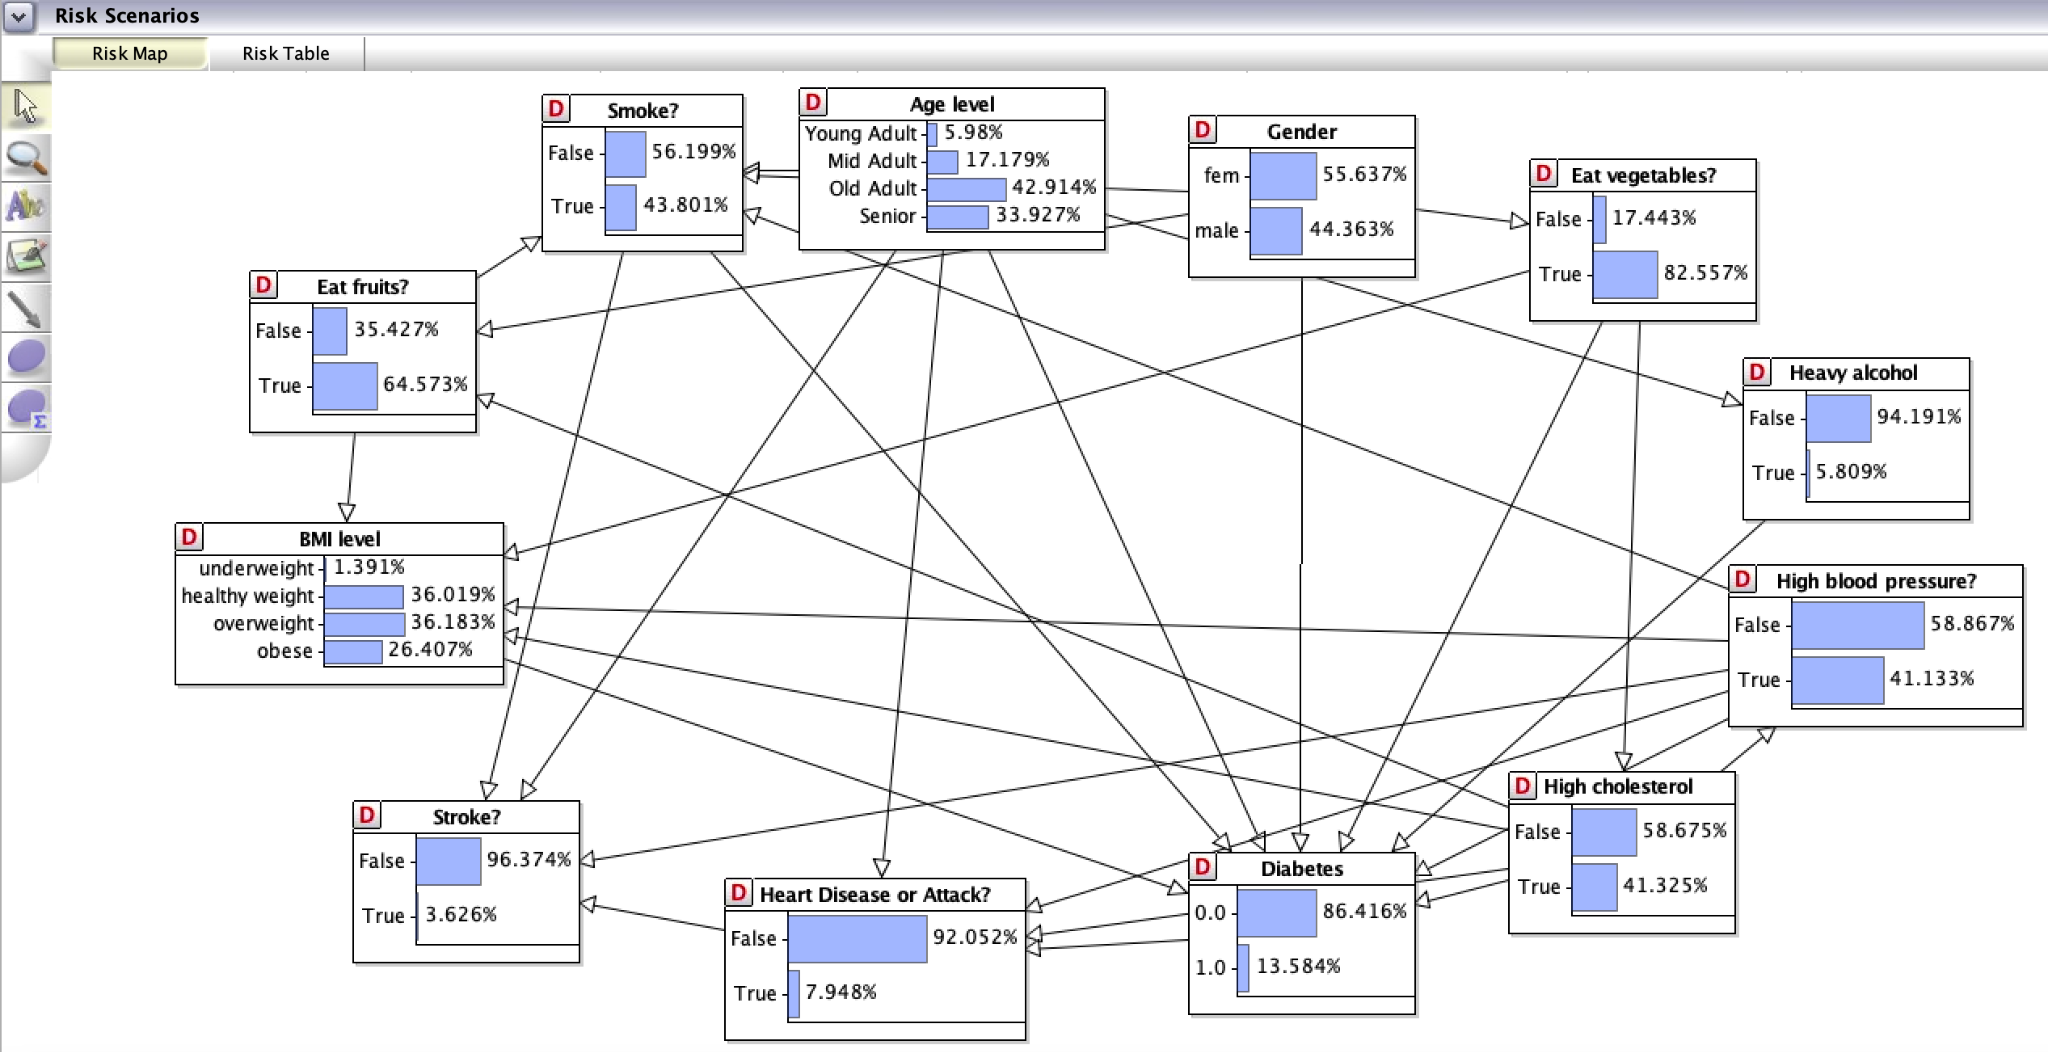 Risk Scenarios
Risk Map
Risk Table
D Smoke?
False 56.199%
True 43.801%
D Age level
Young Adult 5.98%
Mid Adult 17.179%
Old Adult 42.914%
Senior 33.927%
D Gender
fem 55.637%
male 44.363%
D Eat vegetables?
False 17.443%
True 82.557%
D Eat fruits?
False 35.427%
True 64.573%
D Heavy alcohol
False 94.191%
True 5.809%
D BMI level
underweight 1.391%
healthy weight 36.019%
overweight 36.183%
obese 26.407%
D High blood pressure?
False 58.867%
True 41.133%
D High cholesterol
False 58.675%
True 41.325%
D Stroke?
False 96.374%
True 3.626%
D Heart Disease or Attack?
False 92.052%
True 7.948%
D Diabetes
0.0 86.416%
1.0 13.584%
Abc
Σ